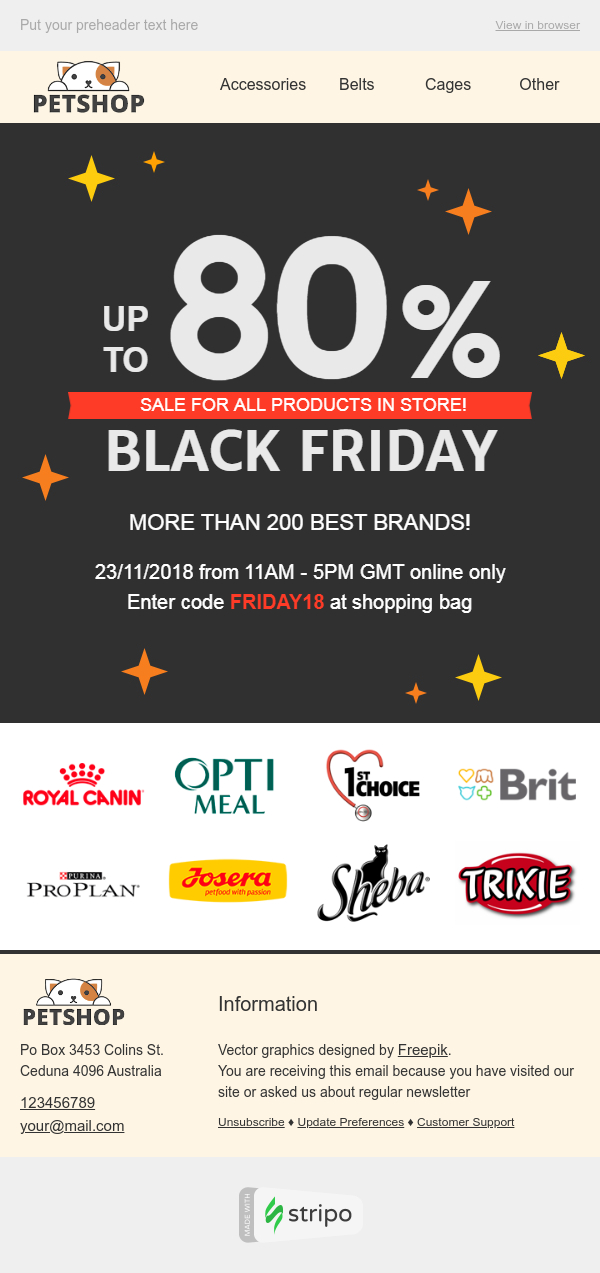 Put your preheader text here
View in browser
PETSHOP
Accessories Belts Cages Other
UP TO 80%
SALE FOR ALL PRODUCTS IN STORE!
BLACK FRIDAY
MORE THAN 200 BEST BRANDS!
23/11/2018 from 11AM - 5PM GMT online only
Enter code FRIDAY18 at shopping bag
ROYAL CANIN
OPTI MEAL
1ST CHOICE
Brit
PURINA
PROPLAN
Josera
petfood with passion
Sheba
TRIXIE
PETSHOP
Po Box 3453 Colins St.
Ceduna 4096 Australia
123456789
your@mail.com
Information
Vector graphics designed by Freepik.
You are receiving this email because you have visited our
site or asked us about regular newsletter
Unsubscribe ♦ Update Preferences ♦ Customer Support
MADE WITH
stripo